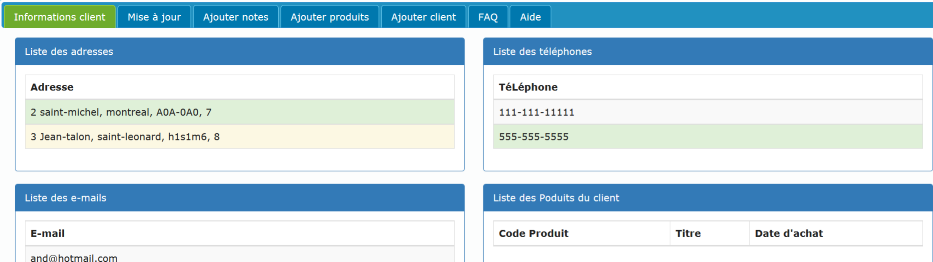 Informations client Mise à jour Ajouter notes Ajouter produits Ajouter client FAQ Aide
Liste des adresses
Adresse
2 saint-michel, montreal, A0A-0A0, 7
3 Jean-talon, saint-leonard, h1s1m6, 8
Liste des téléphones
TéLéphone
111-111-11111
555-555-5555
Liste des e-mails
E-mail
and@hotmail.com
Liste des Poduits du client
Code Produit Titre Date d'achat